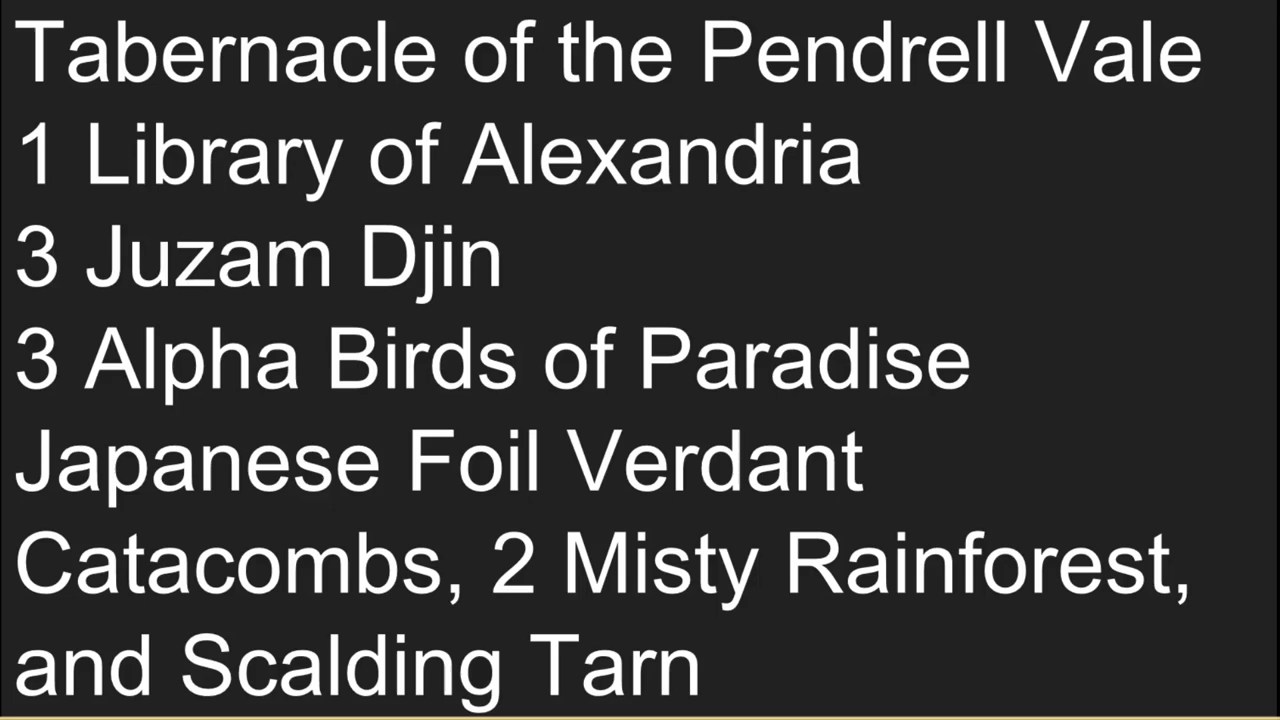 Tabernacle of the Pendrell Vale
1 Library of Alexandria
3 Juzam Djin
3 Alpha Birds of Paradise
Japanese Foil Verdant
Catacombs, 2 Misty Rainforest,
and Scalding Tarn